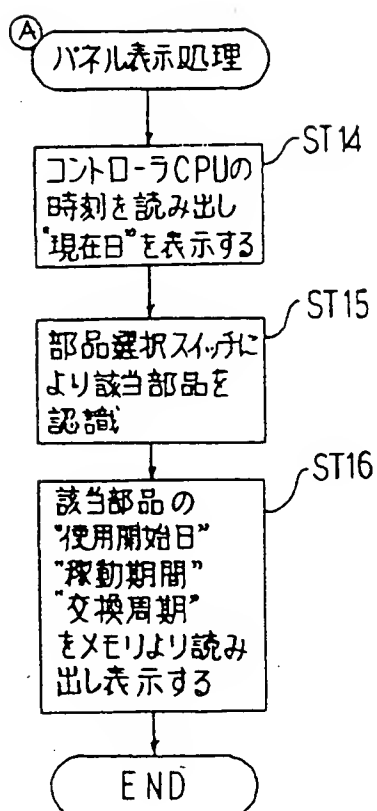 Ⓐ
パネル表示処理
ST14
コントローラCPUの
時刻を読み出し
"現在日"を表示する
ST15
部品選択スイッチに
より該当部品を
認識
ST16
該当部品の
"使用開始日"
"稼動期間"
"交換周期"
をメモリより読み
出し表示する
END